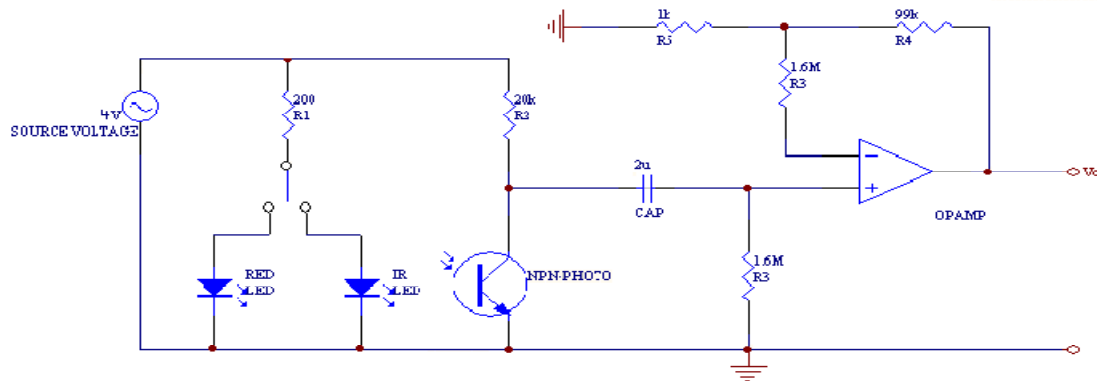 1k
R5
99k
R4
1.6M
R3
4V
SOURCE VOLTAGE
200
R1
20k
R3
2u
CAP
OPAMP
RED
LED
IR
LED
NPN-PHOTO
1.6M
R3